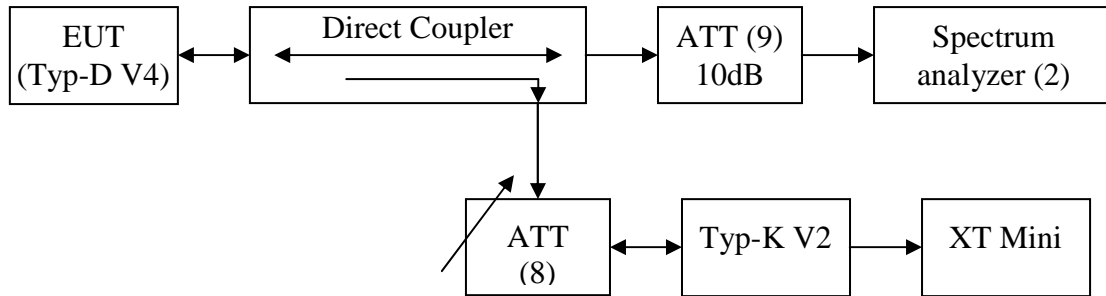 EUT
(Typ-D V4)
Direct Coupler
ATT (9)
10dB
Spectrum
analyzer (2)
ATT
(8)
Typ-K V2
XT Mini